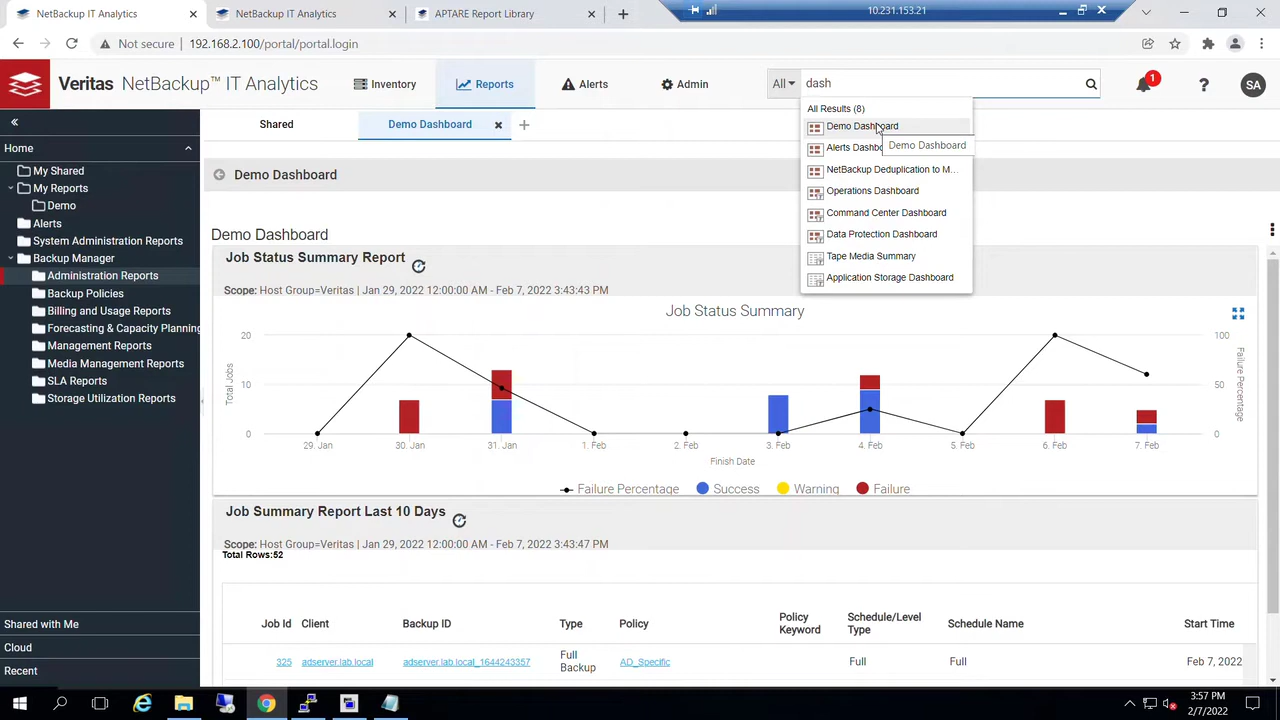 NetBackup IT Analytics
NetBackup IT Analytics
APTARE Report Library
10.231.153.21
Not secure 192.168.2.100/portal/portal.login
Veritas NetBackup™ IT Analytics
Inventory
Reports
Alerts
Admin
All
dash
1
?
SA
All Results (8)
Demo Dashboard
Alerts Dashbo
Demo Dashboard
NetBackup Deduplication to M...
Operations Dashboard
Command Center Dashboard
Data Protection Dashboard
Tape Media Summary
Application Storage Dashboard
Home
My Shared
My Reports
Demo
Alerts
System Administration Reports
Backup Manager
Administration Reports
Backup Policies
Billing and Usage Reports
Forecasting & Capacity Planning
Management Reports
Media Management Reports
SLA Reports
Storage Utilization Reports
Shared with Me
Cloud
Recent
Shared
Demo Dashboard
Demo Dashboard
Demo Dashboard
Job Status Summary Report
Scope: Host Group=Veritas | Jan 29, 2022 12:00:00 AM - Feb 7, 2022 3:43:43 PM
Job Status Summary
20
10
0
Total Jobs
100
50
0
Failure Percentage
29. Jan 30. Jan 31. Jan 1. Feb 2. Feb 3. Feb 4. Feb 5. Feb 6. Feb 7. Feb
Finish Date
Failure Percentage Success Warning Failure
Job Summary Report Last 10 Days
Scope: Host Group=Veritas | Jan 29, 2022 12:00:00 AM - Feb 7, 2022 3:43:47 PM
Total Rows:52
Job Id Client Backup ID Type Policy Policy Keyword Schedule/Level Type Schedule Name Start Time
325 adserver.lab.local adserver.lab.local_1644243357 Full Backup AD_Specific Full Full Feb 7, 2022
3:57 PM
2/7/2022